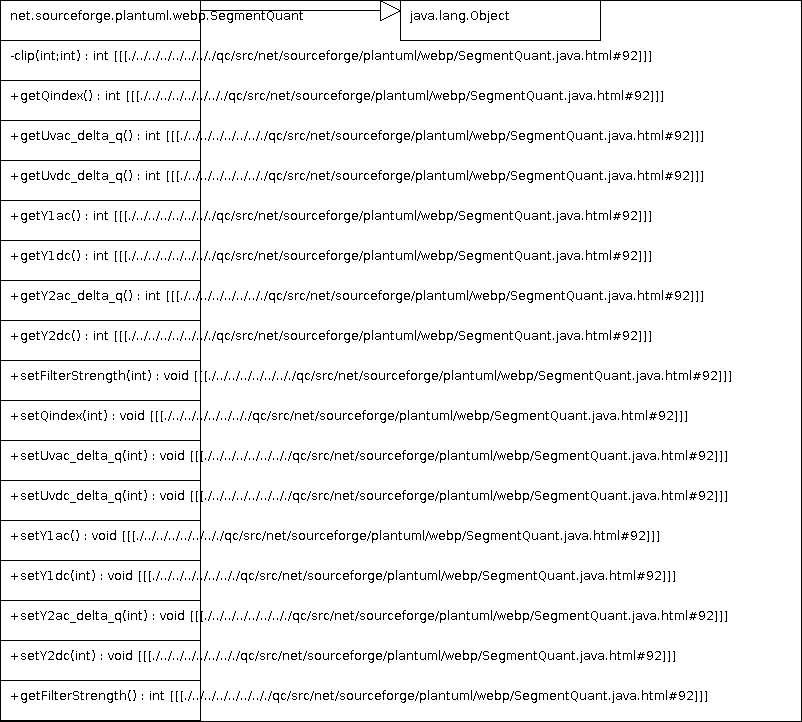 net.sourceforge.plantuml.webp.SegmentQuant
java.lang.Object
-clip(int;int) : int [[[./../../../../../../../qc/src/net/sourceforge/plantuml/webp/SegmentQuant.java.html#92]]]
+getQindex() : int [[[./../../../../../../../qc/src/net/sourceforge/plantuml/webp/SegmentQuant.java.html#92]]]
+getUvac_delta_q() : int [[[./../../../../../../../qc/src/net/sourceforge/plantuml/webp/SegmentQuant.java.html#92]]]
+getUvdc_delta_q() : int [[[./../../../../../../../qc/src/net/sourceforge/plantuml/webp/SegmentQuant.java.html#92]]]
+getY1ac() : int [[[./../../../../../../../qc/src/net/sourceforge/plantuml/webp/SegmentQuant.java.html#92]]]
+getY1dc() : int [[[./../../../../../../../qc/src/net/sourceforge/plantuml/webp/SegmentQuant.java.html#92]]]
+getY2ac_delta_q() : int [[[./../../../../../../../qc/src/net/sourceforge/plantuml/webp/SegmentQuant.java.html#92]]]
+getY2dc() : int [[[./../../../../../../../qc/src/net/sourceforge/plantuml/webp/SegmentQuant.java.html#92]]]
+setFilterStrength(int) : void [[[./../../../../../../../qc/src/net/sourceforge/plantuml/webp/SegmentQuant.java.html#92]]]
+setQindex(int) : void [[[./../../../../../../../qc/src/net/sourceforge/plantuml/webp/SegmentQuant.java.html#92]]]
+setUvac_delta_q(int) : void [[[./../../../../../../../qc/src/net/sourceforge/plantuml/webp/SegmentQuant.java.html#92]]]
+setUvdc_delta_q(int) : void [[[./../../../../../../../qc/src/net/sourceforge/plantuml/webp/SegmentQuant.java.html#92]]]
+setY1ac() : void [[[./../../../../../../../qc/src/net/sourceforge/plantuml/webp/SegmentQuant.java.html#92]]]
+setY1dc(int) : void [[[./../../../../../../../qc/src/net/sourceforge/plantuml/webp/SegmentQuant.java.html#92]]]
+setY2ac_delta_q(int) : void [[[./../../../../../../../qc/src/net/sourceforge/plantuml/webp/SegmentQuant.java.html#92]]]
+setY2dc(int) : void [[[./../../../../../../../qc/src/net/sourceforge/plantuml/webp/SegmentQuant.java.html#92]]]
+getFilterStrength() : int [[[./../../../../../../../qc/src/net/sourceforge/plantuml/webp/SegmentQuant.java.html#92]]]